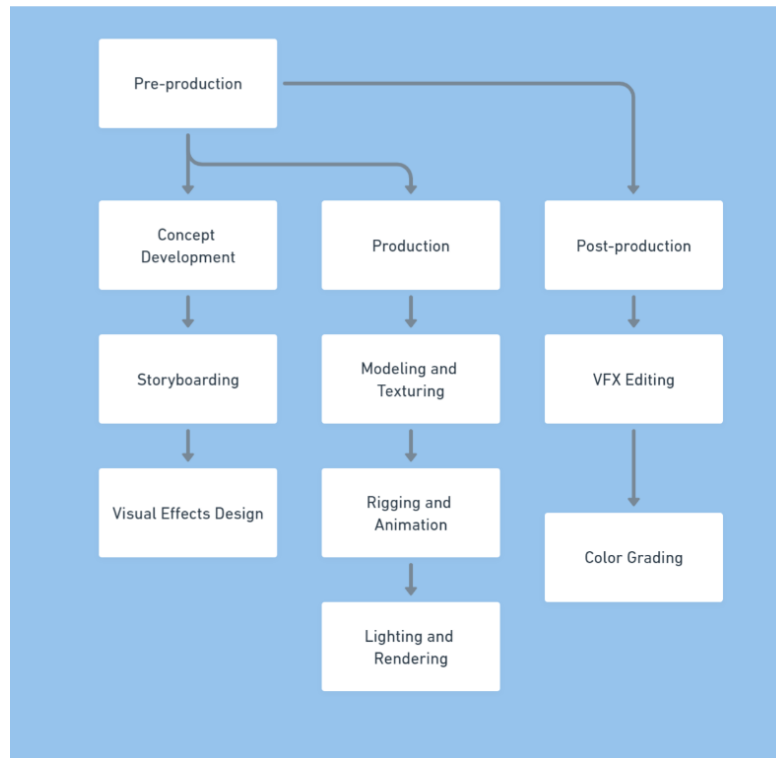 Pre-production
Concept
Development
Production
Post-production
Storyboarding
Modeling and
Texturing
VFX Editing
Visual Effects Design
Rigging and
Animation
Color Grading
Lighting and
Rendering